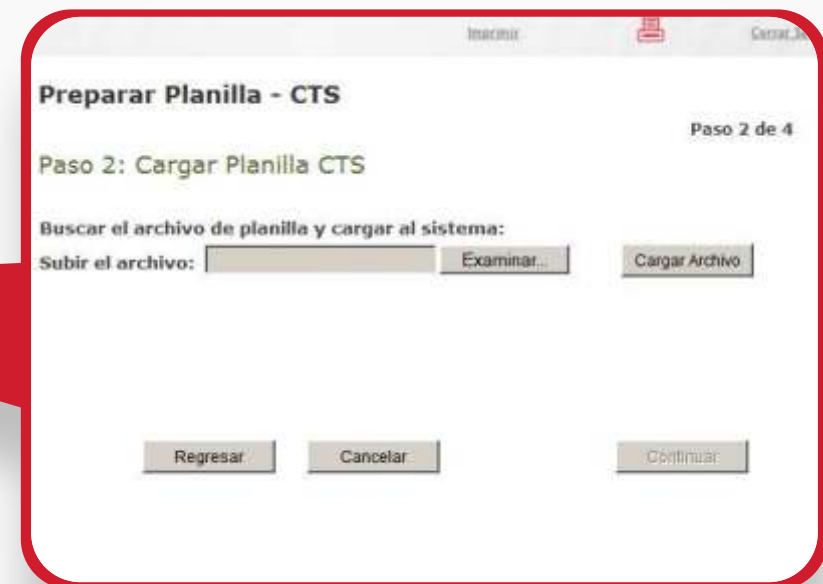 Imprimir
Preparar Planilla - CTS
Paso 2 de 4
Paso 2: Cargar Planilla CTS
Buscar el archivo de planilla y cargar al sistema:
Subir el archivo: Examinar... Cargar Archivo
Regresar Cancelar Continuar